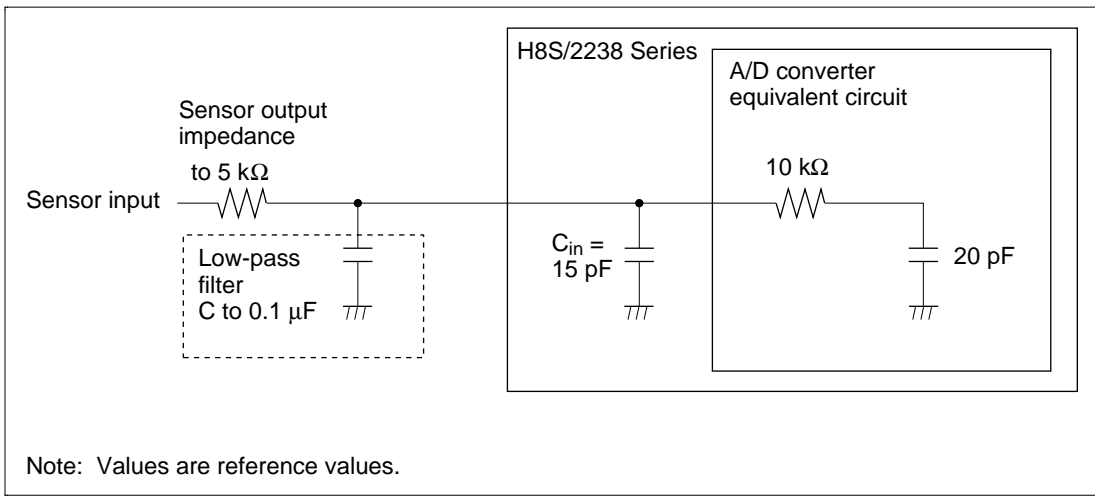 H8S/2238 Series
A/D converter
equivalent circuit
Sensor output
impedance
to 5 kΩ
10 kΩ
Sensor input
Low-pass
filter
C to 0.1 μF
Cin =
15 pF
20 pF
Note: Values are reference values.